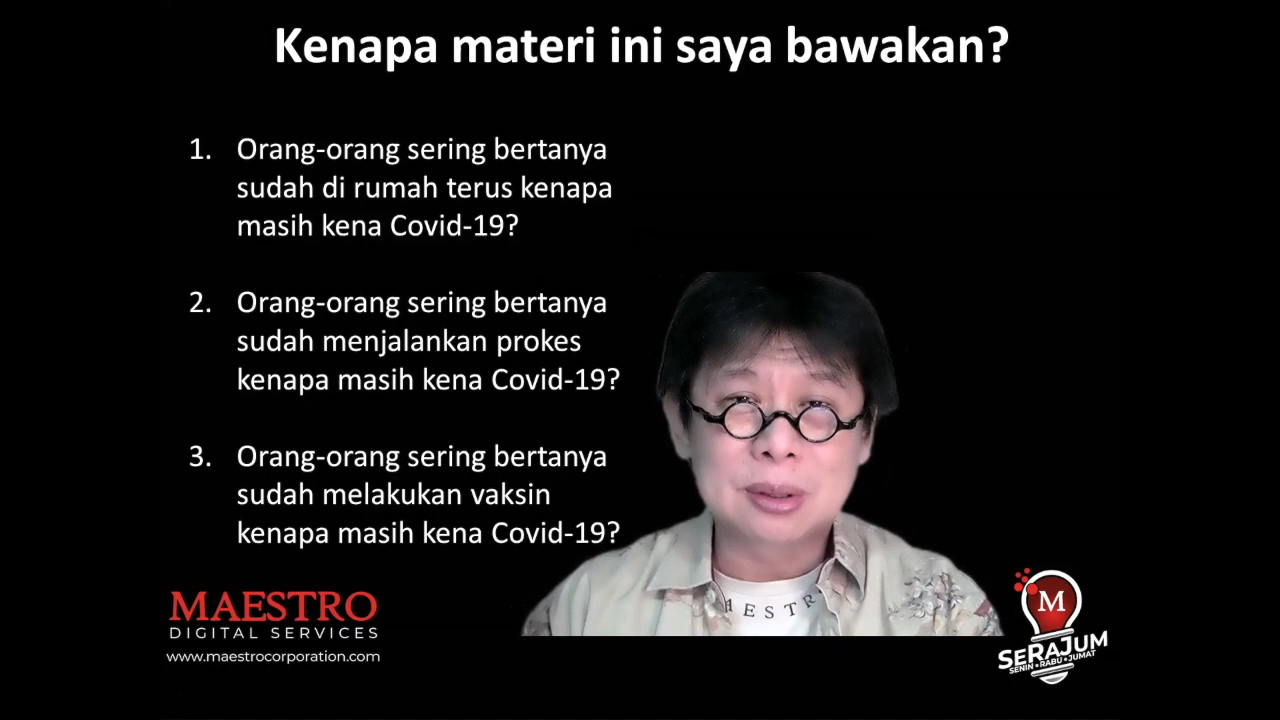 Kenapa materi ini saya bawakan?
1. Orang-orang sering bertanya
sudah di rumah terus kenapa
masih kena Covid-19?
2. Orang-orang sering bertanya
sudah menjalankan prokes
kenapa masih kena Covid-19?
3. Orang-orang sering bertanya
sudah melakukan vaksin
kenapa masih kena Covid-19?
MAESTR
MAESTRO
DIGITAL SERVICES
www.maestrocorporation.com
M
SERAJUM
SENIN • RABU • JUMAT